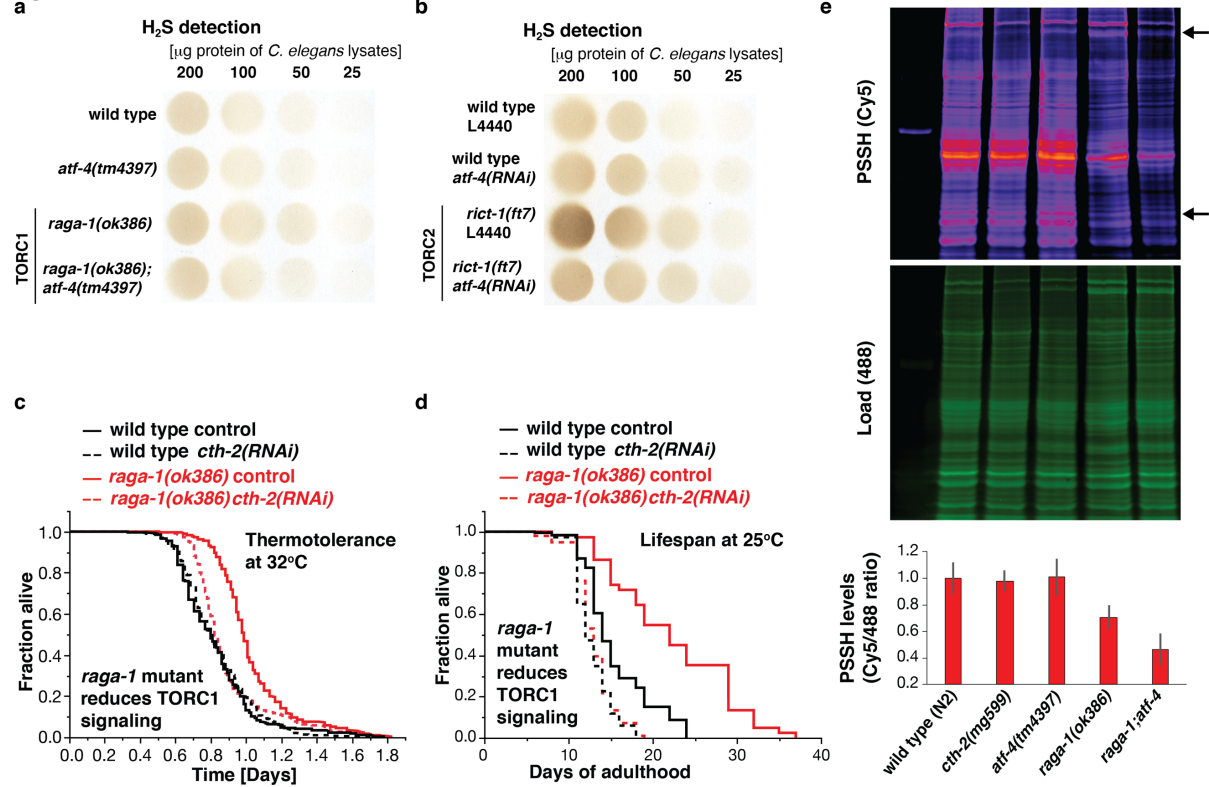 a
H2S detection
[μg protein of C. elegans lysates]
200 100 50 25
wild type
atf-4(tm4397)
raga-1(ok386)
raga-1(ok386);
atf-4(tm4397)
TORC1
b
H2S detection
[μg protein of C. elegans lysates]
200 100 50 25
wild type
L4440
wild type
atf-4(RNAi)
rict-1(ft7)
L4440
rict-1(ft7)
atf-4(RNAi)
TORC2
c
wild type control
wild type cth-2(RNAi)
raga-1(ok386) control
raga-1(ok386) cth-2(RNAi)
Thermotolerance
at 32°C
raga-1 mutant
reduces TORC1
signaling
Fraction alive
1.0
0.8
0.6
0.4
0.2
0.0
0.0 0.2 0.4 0.6 0.8 1.0 1.2 1.4 1.6 1.8
Time [Days]
d
wild type control
wild type cth-2(RNAi)
raga-1(ok386) control
raga-1(ok386) cth-2(RNAi)
Lifespan at 25°C
raga-1
mutant
reduces
TORC1
signaling
Fraction alive
1.0
0.8
0.6
0.4
0.2
0.0
0.0 10 20 30 40
Days of adulthood
e
PSSH (Cy5)
Load (488)
PSSH levels
(Cy5/488 ratio)
1.2
1.0
0.8
0.6
0.4
0.2
wild type (N2)
cth-2(mg599)
atf-4(tm4397)
raga-1(ok386)
raga-1;atf-4